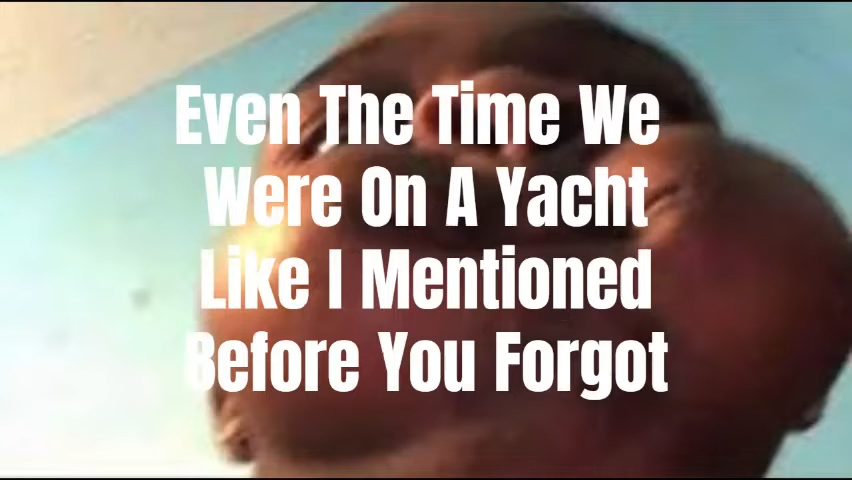 Even The Time We
Were On A Yacht
Like I Mentioned
Before You Forgot